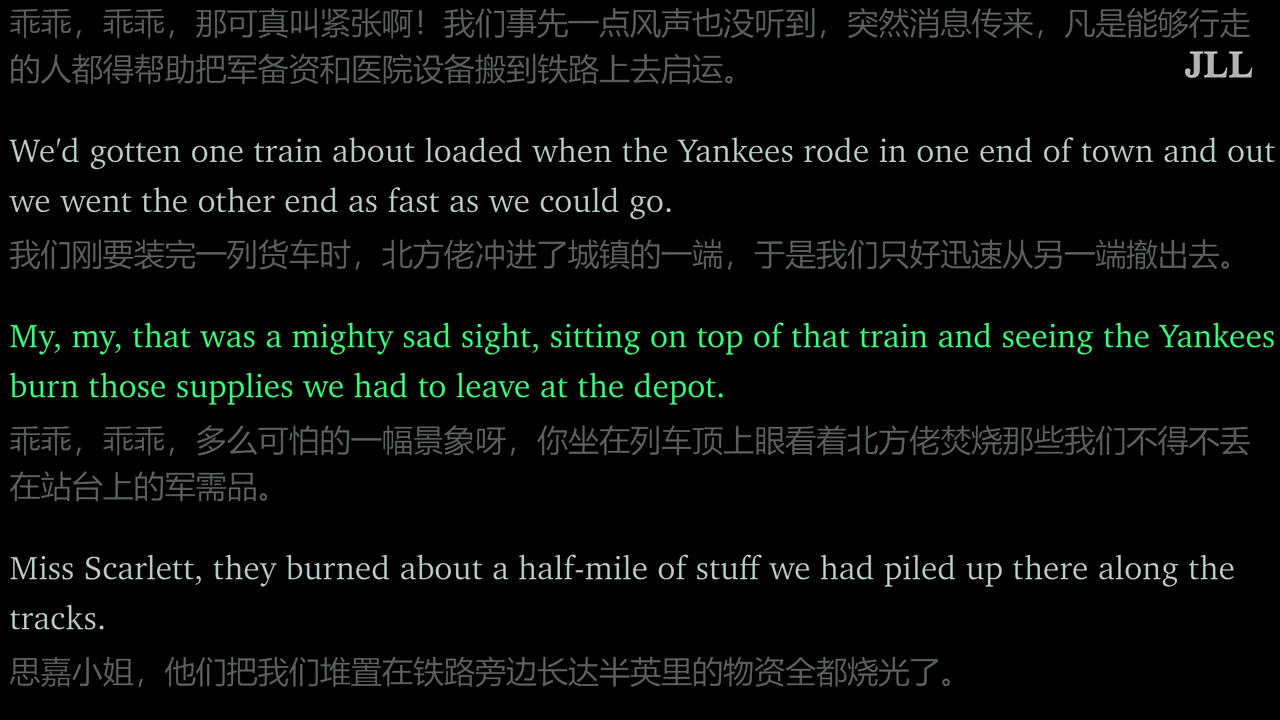 乖乖，乖乖，那可真叫紧张啊！我们事先一点风声也没听到，突然消息传来，凡是能够行走
的人都得帮助把军备资和医院设备搬到铁路上去启运。
JLL
We'd gotten one train about loaded when the Yankees rode in one end of town and out
we went the other end as fast as we could go.
我们刚要装完一列货车时，北方佬冲进了城镇的一端，于是我们只好迅速从另一端撤出去。
My, my, that was a mighty sad sight, sitting on top of that train and seeing the Yankees
burn those supplies we had to leave at the depot.
乖乖，乖乖，多么可怕的一幅景象呀，你坐在列车顶上眼看着北方佬焚烧那些我们不得不丢
在站台上的军需品。
Miss Scarlett, they burned about a half-mile of stuff we had piled up there along the
tracks.
思嘉小姐，他们把我们堆置在铁路旁边长达半英里的物资全都烧光了。